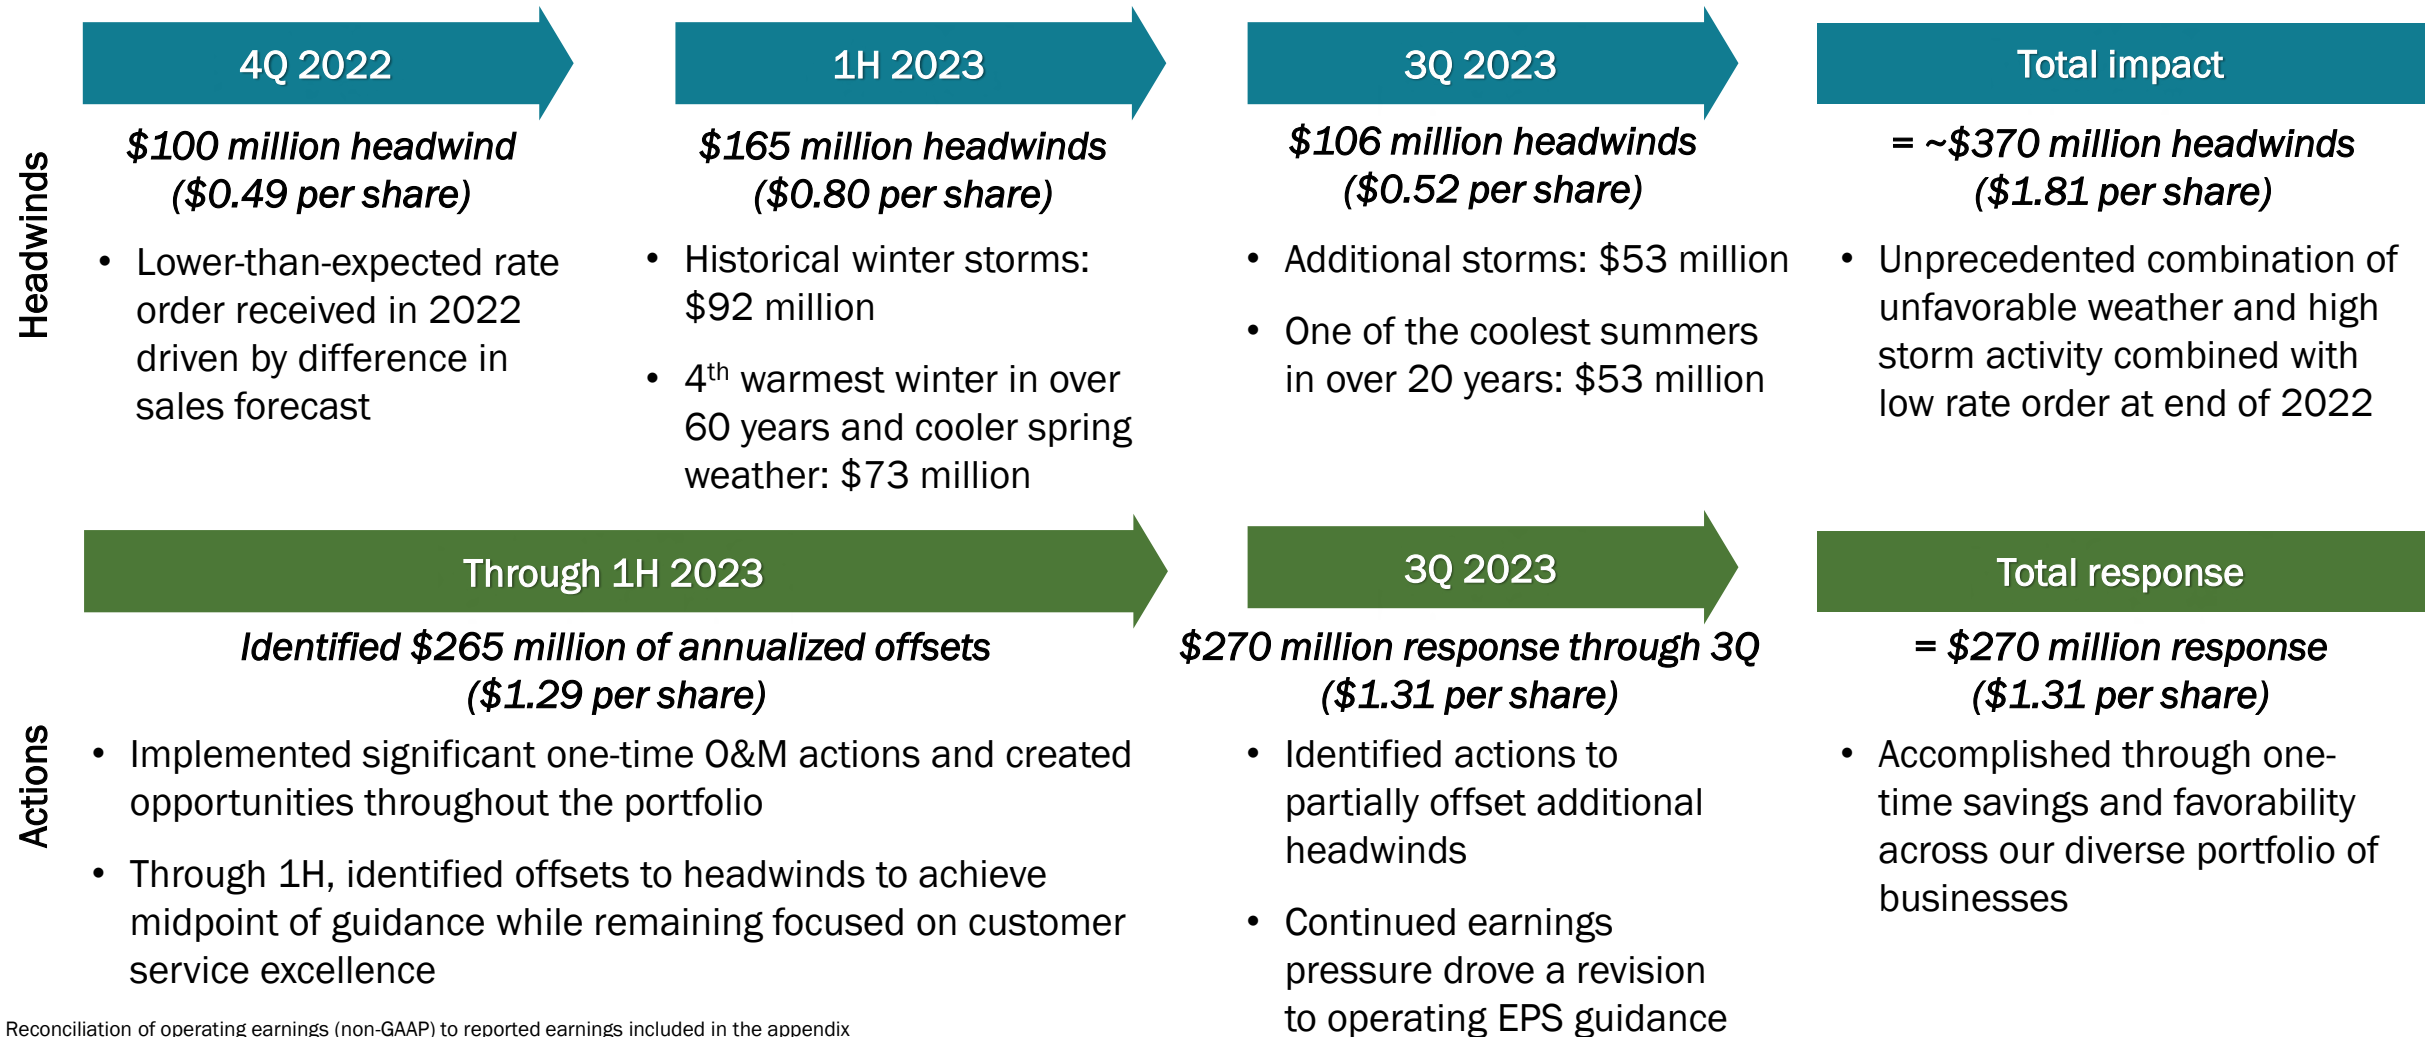 Headwinds
4Q 2022
$100 million headwind
($0.49 per share)
• Lower-than-expected rate
order received in 2022
driven by difference in
sales forecast
1H 2023
$165 million headwinds
($0.80 per share)
• Historical winter storms:
$92 million
• 4th warmest winter in over
60 years and cooler spring
weather: $73 million
3Q 2023
$106 million headwinds
($0.52 per share)
• Additional storms: $53 million
• One of the coolest summers
in over 20 years: $53 million
Total impact
= ~$370 million headwinds
($1.81 per share)
• Unprecedented combination of
unfavorable weather and high
storm activity combined with
low rate order at end of 2022
Actions
Through 1H 2023
Identified $265 million of annualized offsets
($1.29 per share)
• Implemented significant one-time O&M actions and created
opportunities throughout the portfolio
• Through 1H, identified offsets to headwinds to achieve
midpoint of guidance while remaining focused on customer
service excellence
3Q 2023
$270 million response through 3Q
($1.31 per share)
• Identified actions to
partially offset additional
headwinds
• Continued earnings
pressure drove a revision
to operating EPS guidance
Total response
= $270 million response
($1.31 per share)
• Accomplished through one-
time savings and favorability
across our diverse portfolio of
businesses
Reconciliation of operating earnings (non-GAAP) to reported earnings included in the appendix